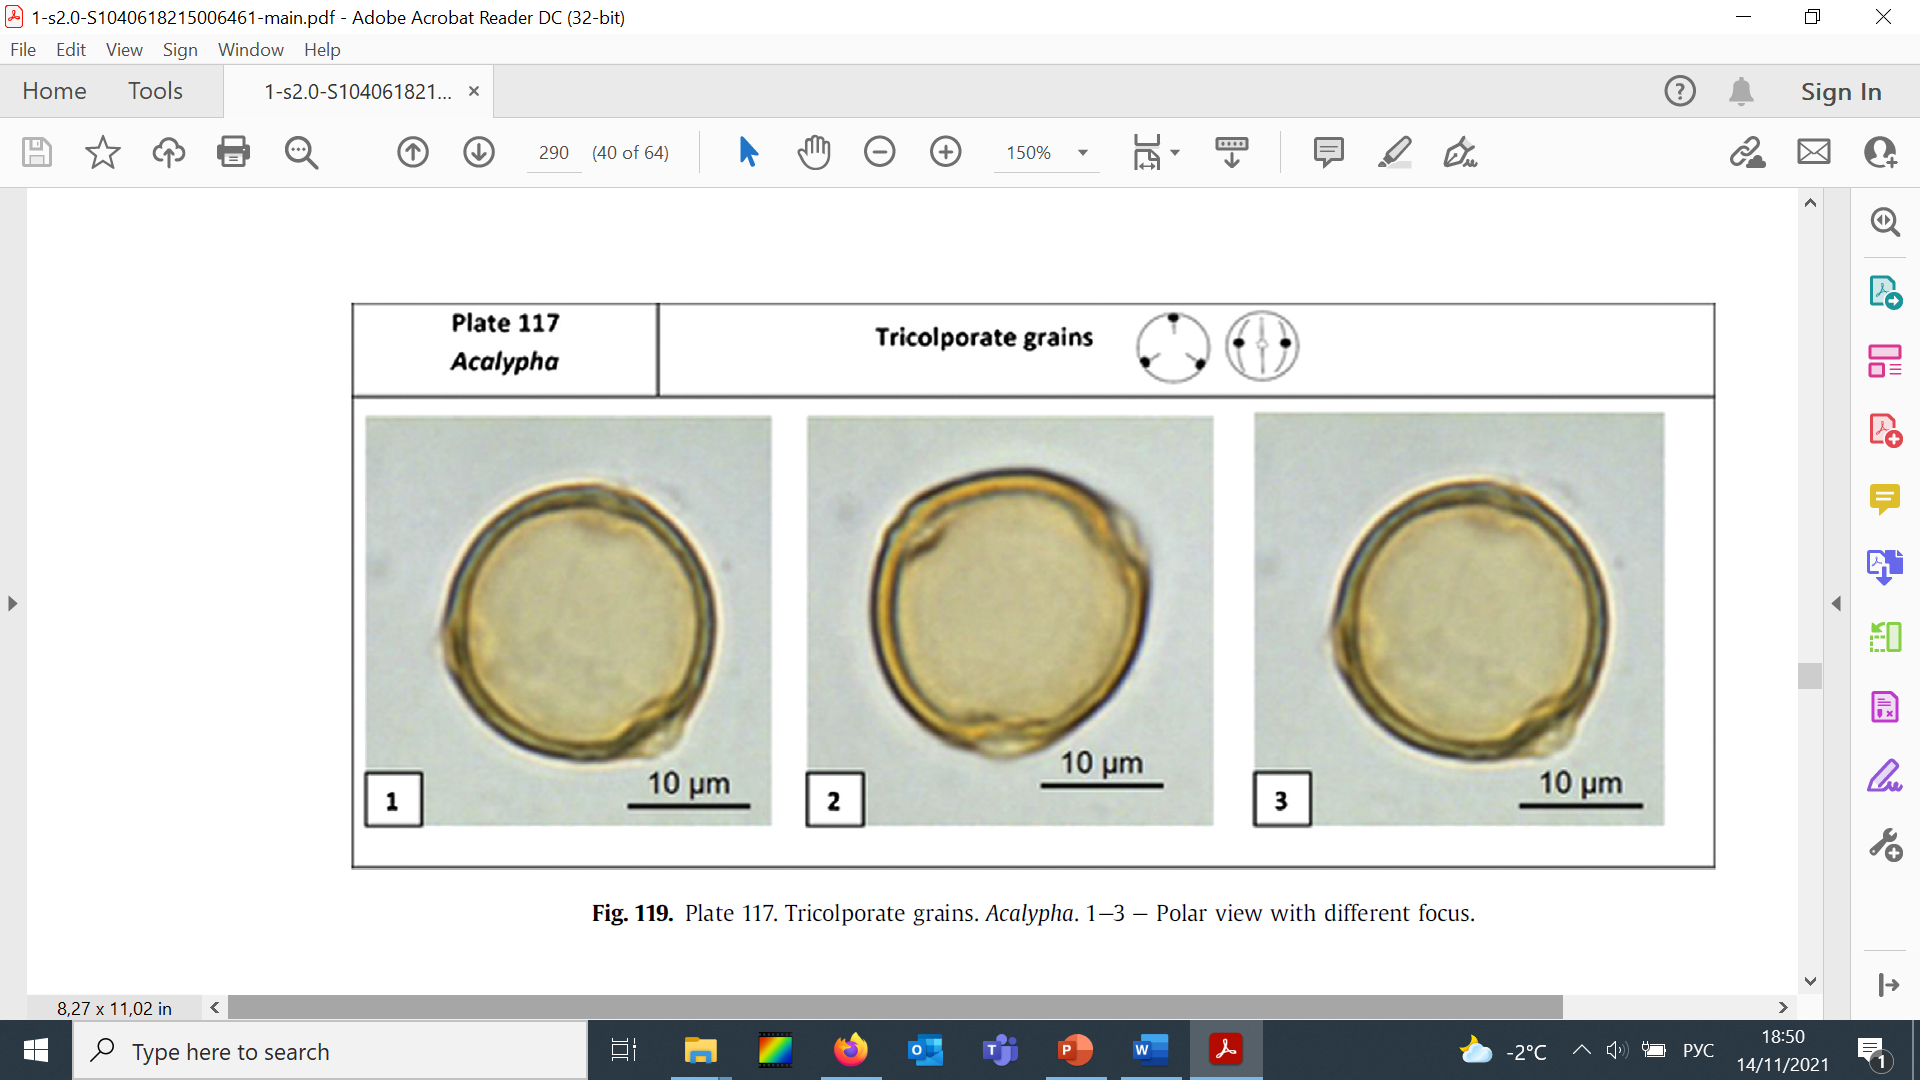 1-s2.0-S1040618215006461-main.pdf - Adobe Acrobat Reader DC (32-bit)
File Edit View Sign Window Help
Home Tools 1-s2.0-S104061821... × Sign In
290 (40 of 64) 150%
Plate 117
Acalypha
Tricolporate grains
1 10 µm
2 10 µm
3 10 µm
Fig. 119. Plate 117. Tricolporate grains. Acalypha. 1–3 – Polar view with different focus.
8,27 x 11,02 in
Type here to search
-2°C РУС 18:50
14/11/2021
1